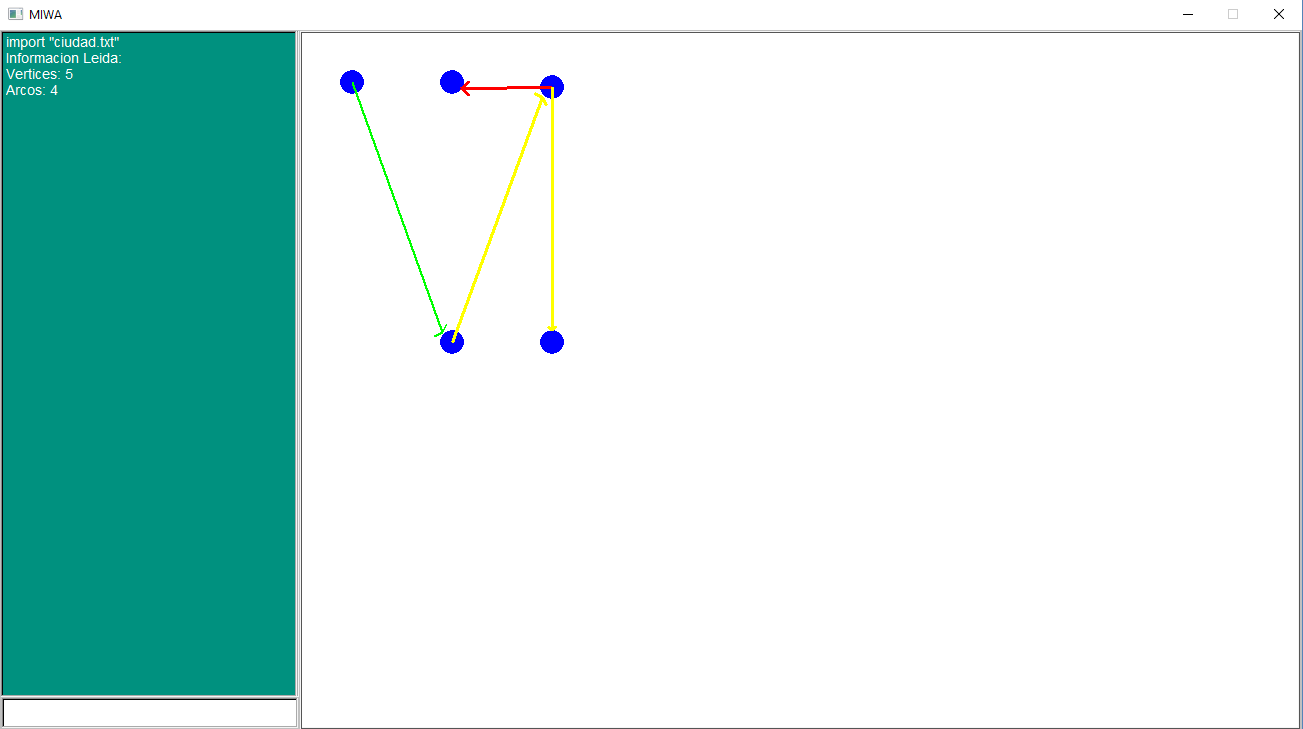 MIWA
import "ciudad.txt"
Informacion Leida:
Vertices: 5
Arcos: 4